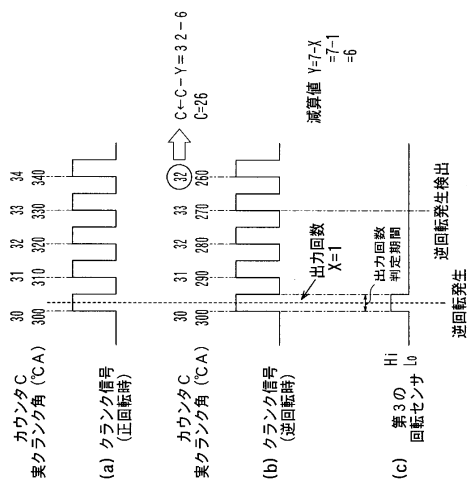 カウンタC 30 31 32 33 34
実クランク角(℃A) 300 310 320 330 340
(a) クランク信号
(正回転時)
カウンタC 30 31 32 33 32
実クランク角(℃A) 300 290 280 270 260
C←C−Y=32−6
C=26
(b) クランク信号
(逆回転時)
出力回数
X=1
減算値 Y=7-X
=7-1
=6
出力回数
判定期間
(c) 第3の
回転センサ
Hi
Lo
逆回転発生
逆回転発生検出